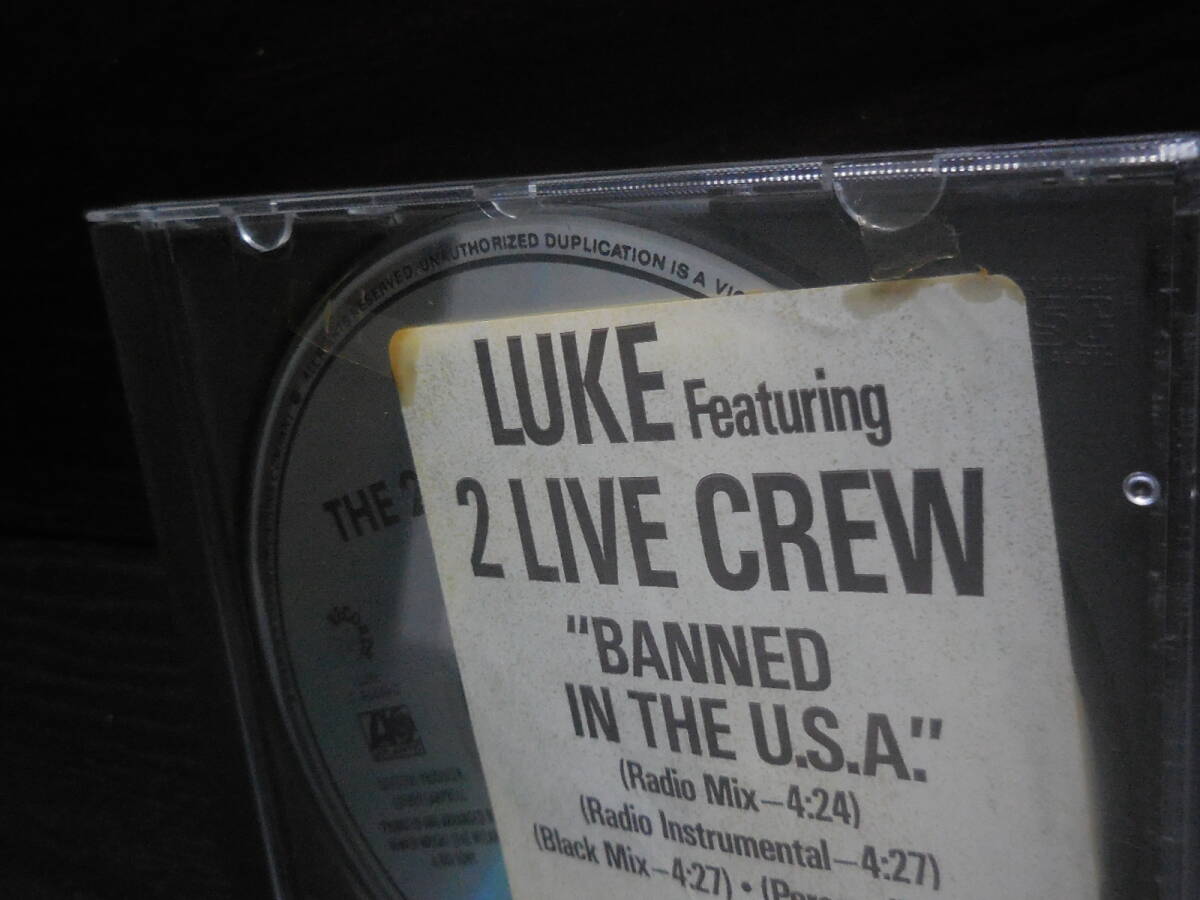 RESERVED. UNAUTHORIZED DUPLICATION IS A
THE 2
LUKE Featuring
2 LIVE CREW
"BANNED
IN THE U.S.A."
(Radio Mix–4:24)
(Radio Instrumental–4:27)
(Black Mix–4:27) •